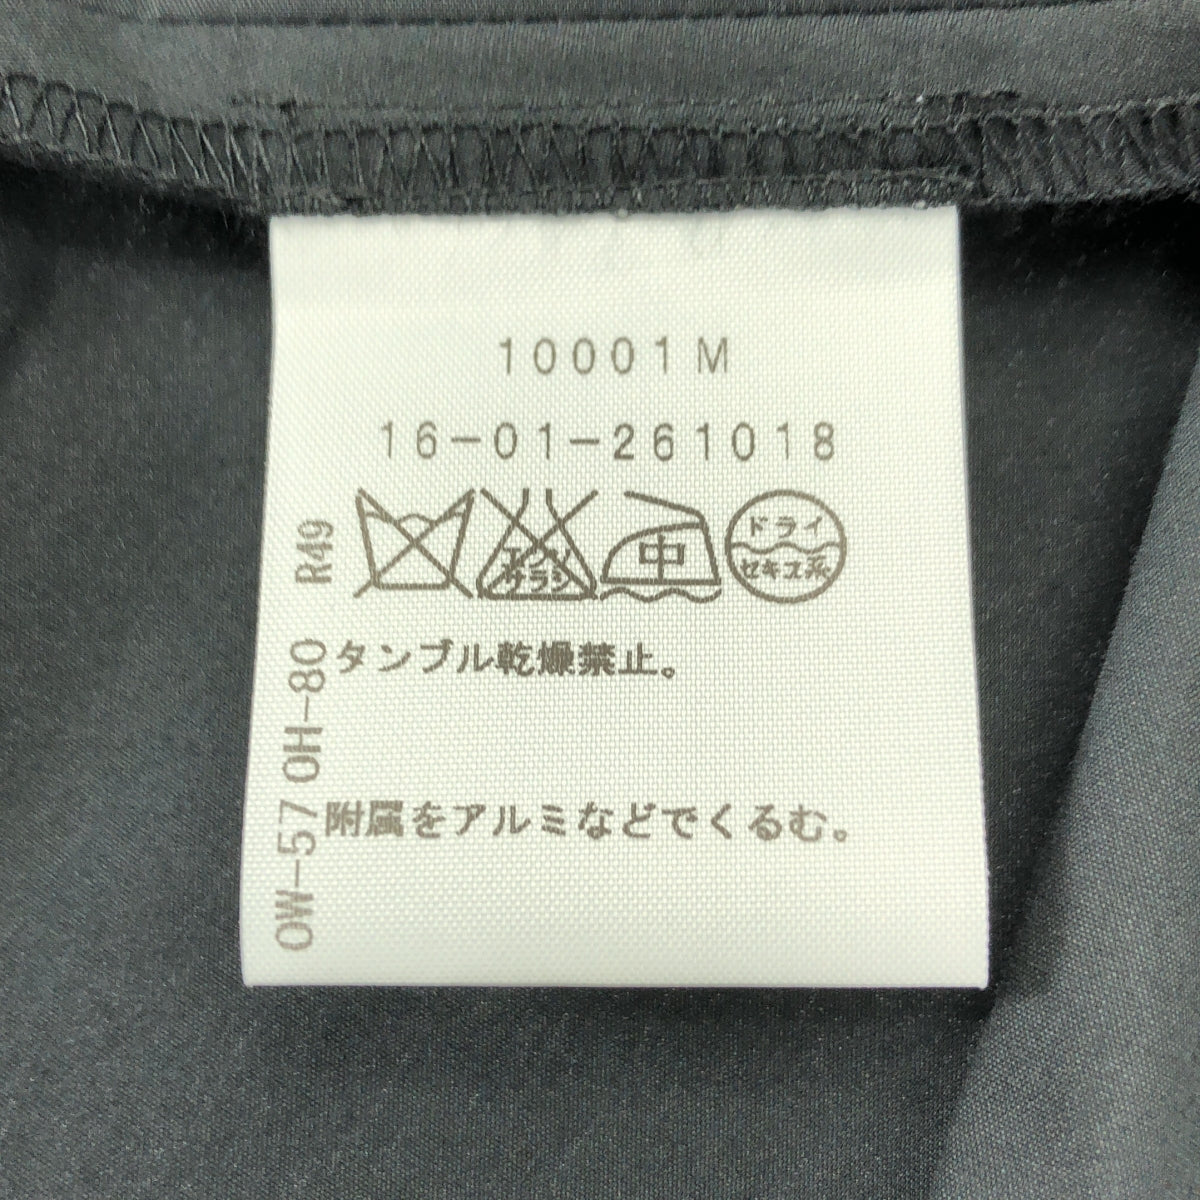 10001M
16-01-261018
エンソ
サラシ
中
ドライ
セキユ系
タンブル乾燥禁止。
附属をアルミなどでくるむ。
OW-57 OH-80 R49